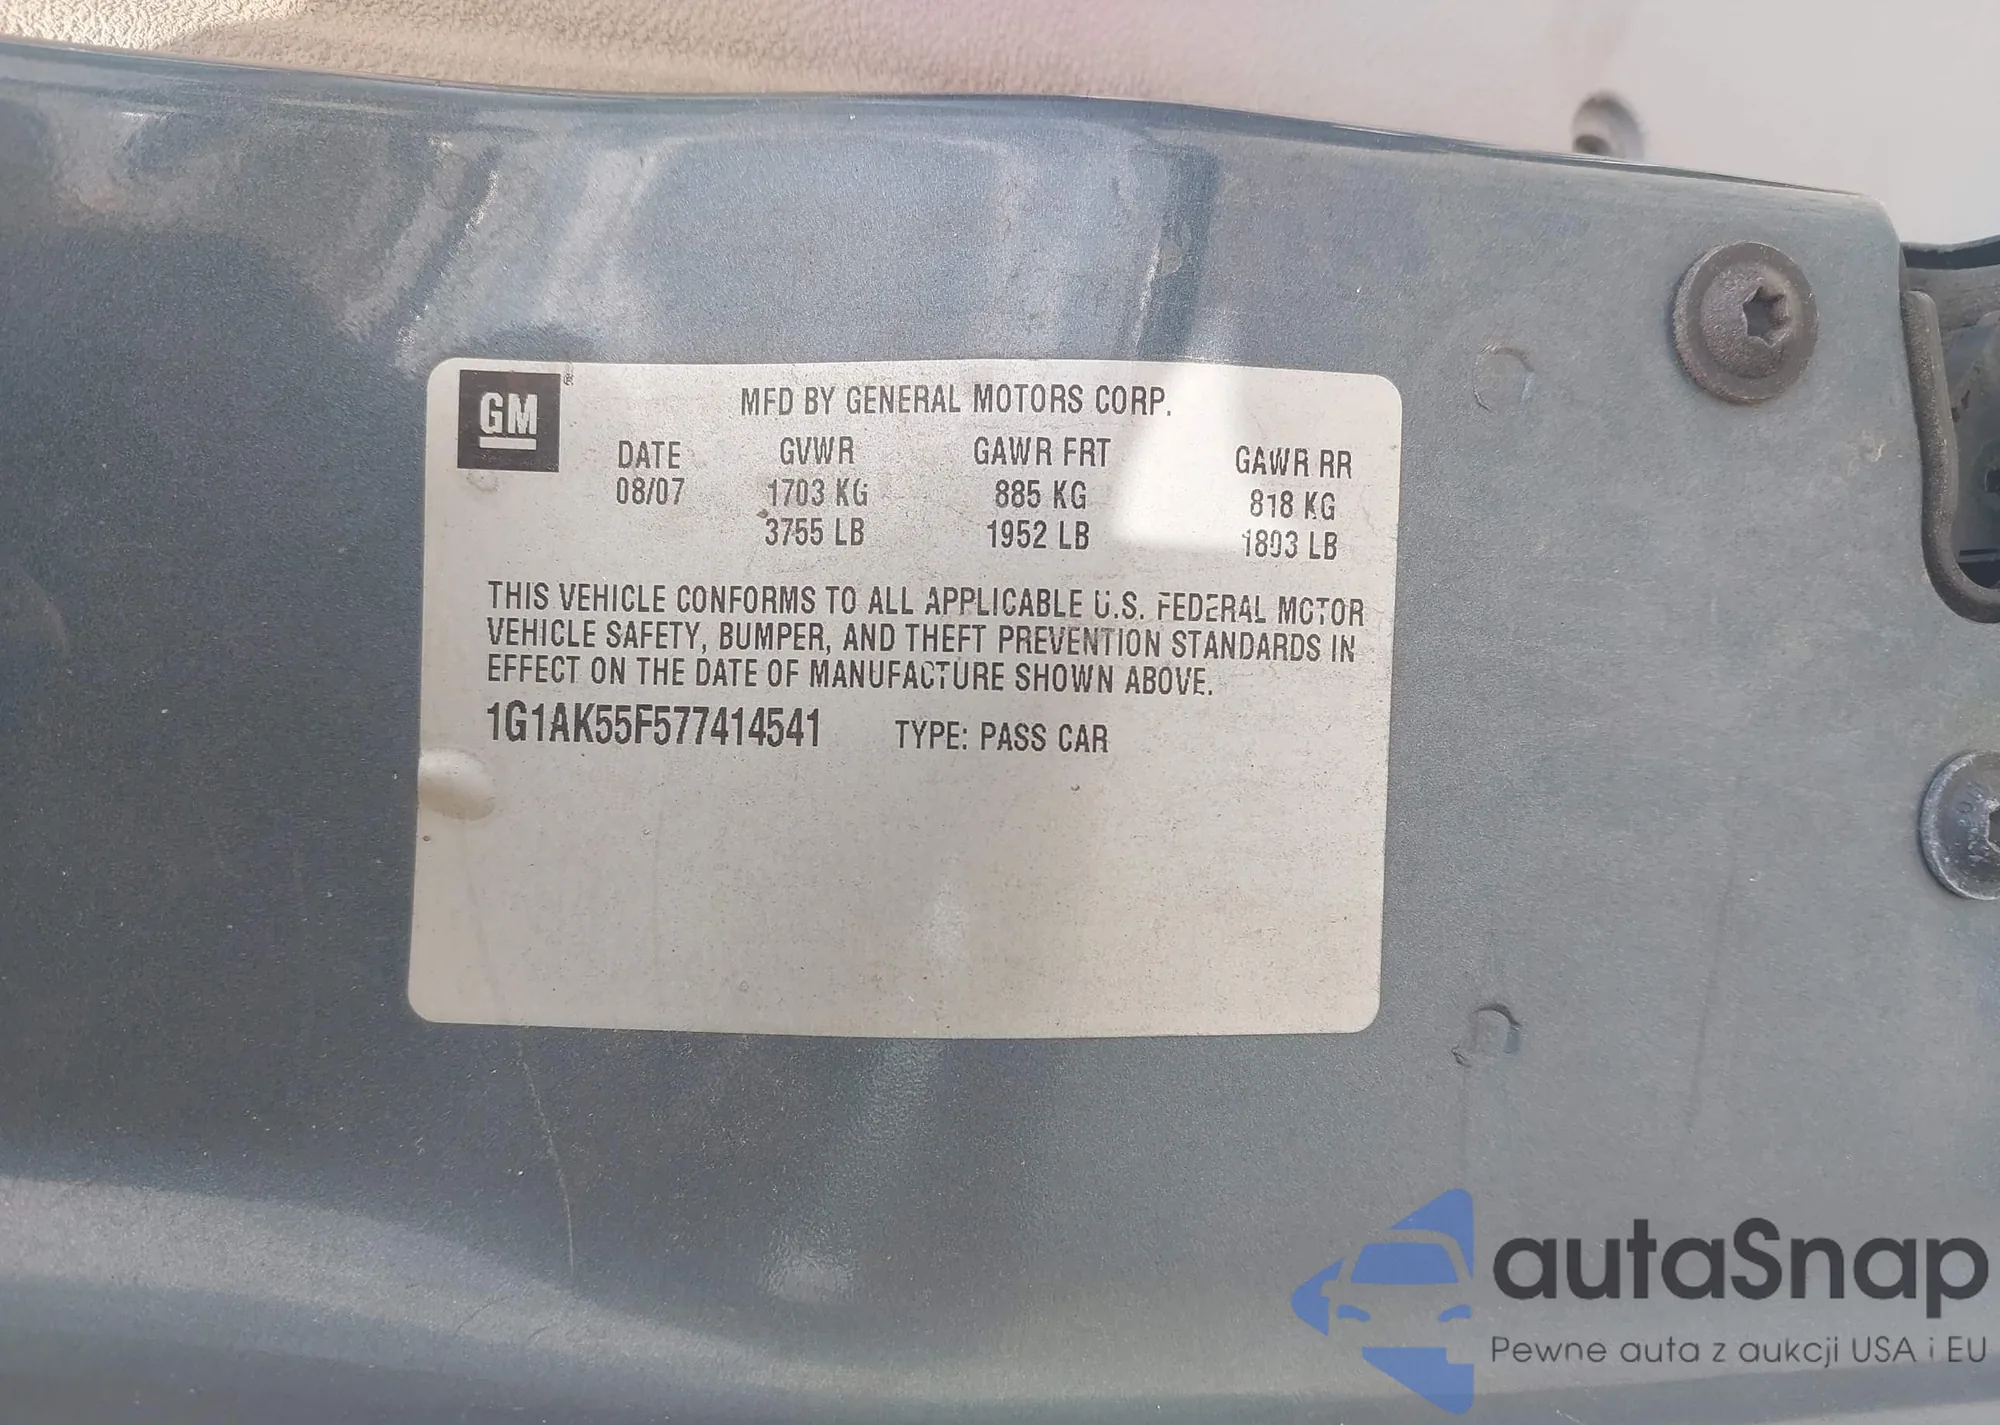 GM ®
MFD BY GENERAL MOTORS CORP.
DATE GVWR GAWR FRT GAWR RR
08/07 1703 KG 885 KG 818 KG
3755 LB 1952 LB 1803 LB
THIS VEHICLE CONFORMS TO ALL APPLICABLE U.S. FEDERAL MOTOR
VEHICLE SAFETY, BUMPER, AND THEFT PREVENTION STANDARDS IN
EFFECT ON THE DATE OF MANUFACTURE SHOWN ABOVE.
1G1AK55F577414541 TYPE: PASS CAR
autaSnap
Pewne auta z aukcji USA i EU